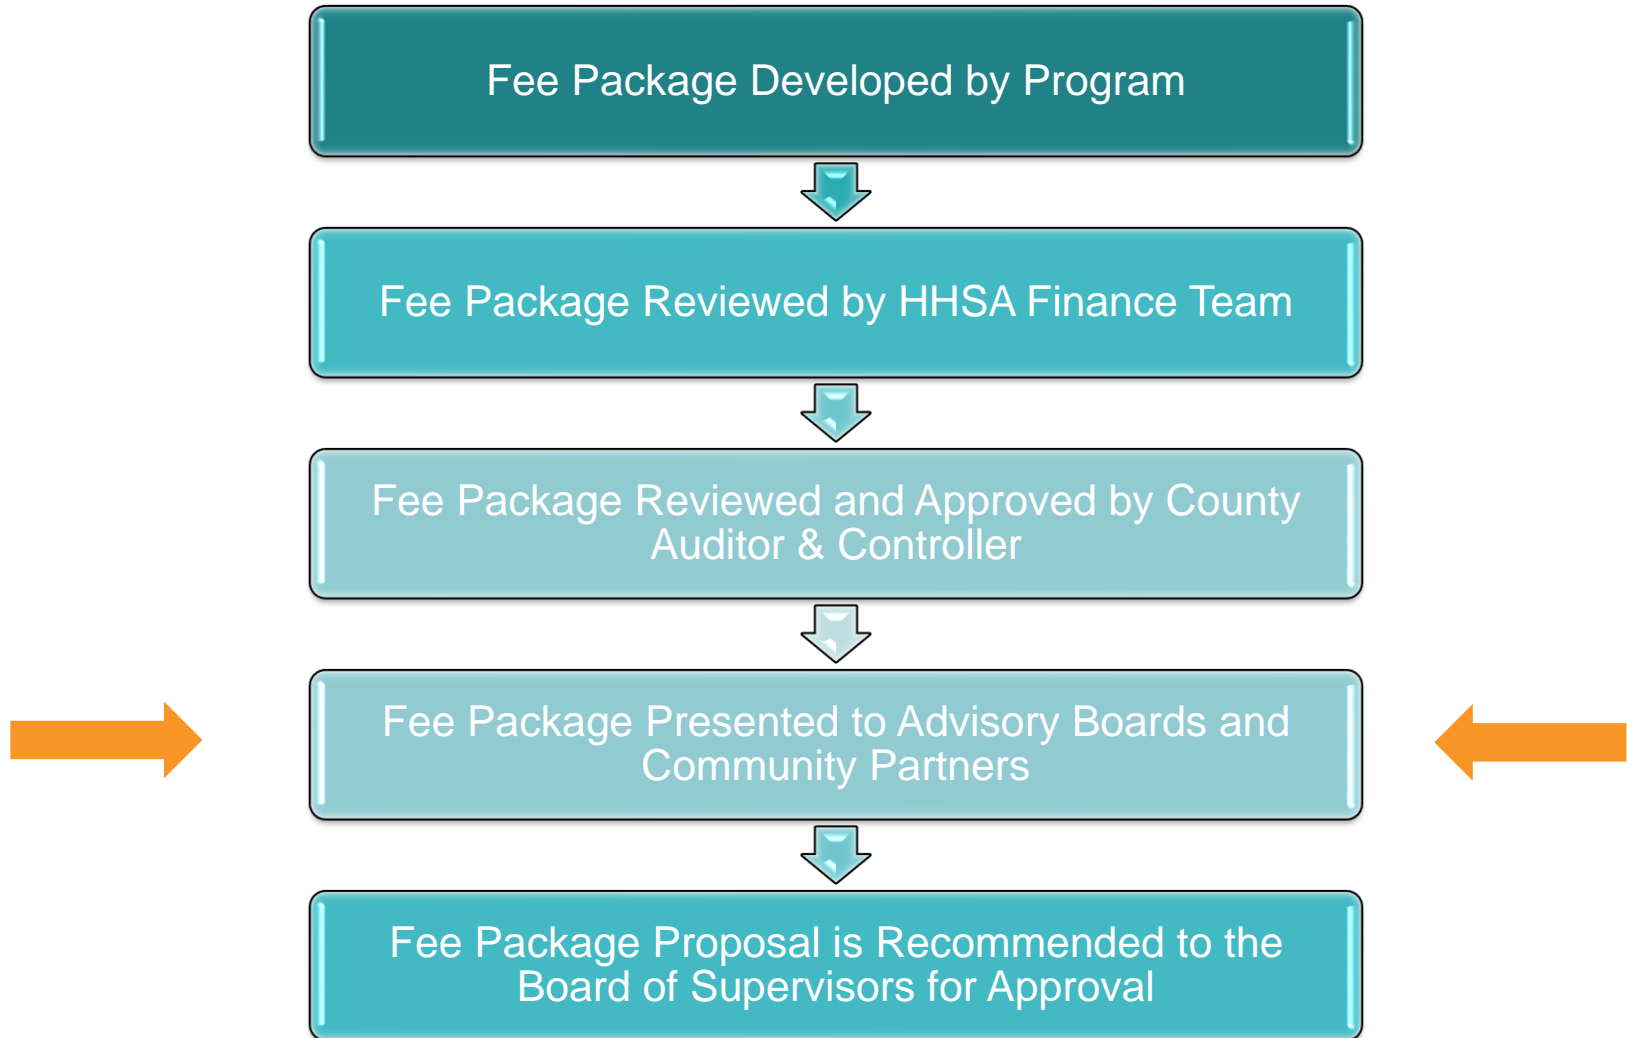 Fee Package Developed by Program
Fee Package Reviewed by HHSA Finance Team
Fee Package Reviewed and Approved by County
Auditor & Controller
Fee Package Presented to Advisory Boards and
Community Partners
Fee Package Proposal is Recommended to the
Board of Supervisors for Approval